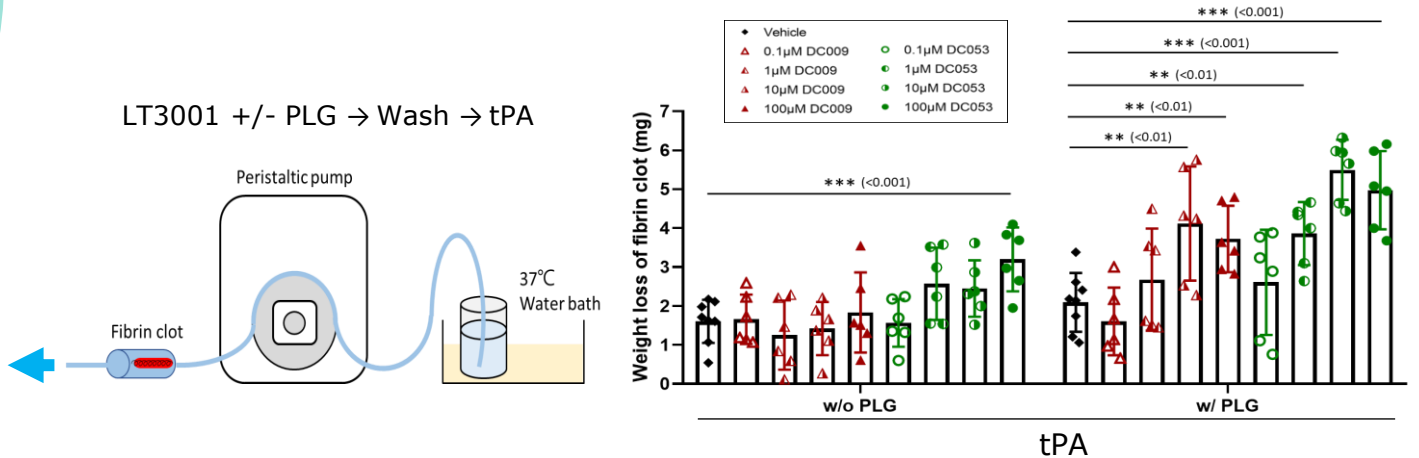 LT3001 +/- PLG → Wash → tPA
Peristaltic pump
37℃
Water bath
Fibrin clot
Vehicle
0.1μM DC009
1μM DC009
10μM DC009
100μM DC009
0.1μM DC053
1μM DC053
10μM DC053
100μM DC053
Weight loss of fibrin clot (mg)
7
6
5
4
3
2
1
0
*** (<0.001)
*** (<0.001)
*** (<0.001)
** (<0.01)
** (<0.01)
** (<0.01)
w/o PLG
w/ PLG
tPA